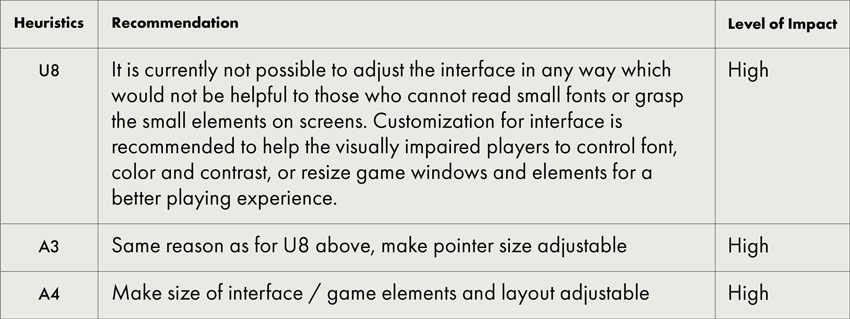 Heuristics Recommendation Level of Impact
U8 It is currently not possible to adjust the interface in any way which High
would not be helpful to those who cannot read small fonts or grasp
the small elements on screens. Customization for interface is
recommended to help the visually impaired players to control font,
color and contrast, or resize game windows and elements for a
better playing experience.
A3 Same reason as for U8 above, make pointer size adjustable High
A4 Make size of interface / game elements and layout adjustable High